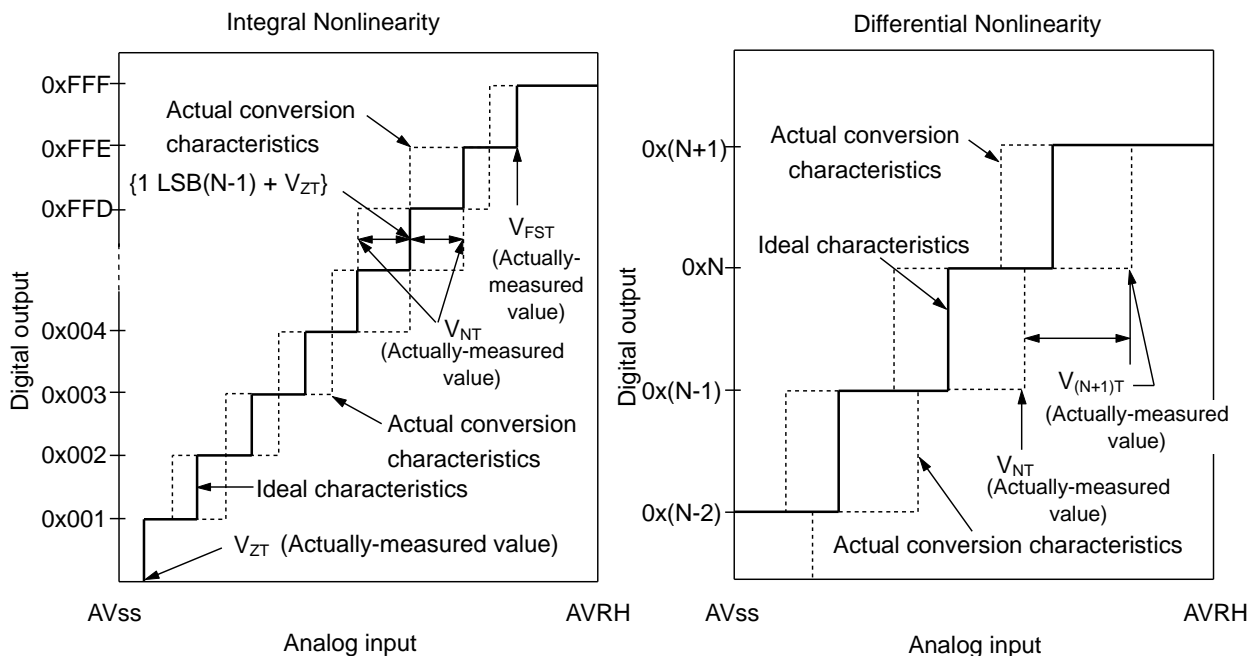 Integral Nonlinearity
0xFFF
Actual conversion
characteristics
0xFFE
{1 LSB(N-1) + VZT}
0xFFD
VFST
(Actually-
measured
value)
0x004
VNT
(Actually-measured
value)
0x003
Actual conversion
characteristics
0x002
Ideal characteristics
0x001
VZT (Actually-measured value)
Digital output
AVss
AVRH
Analog input
Differential Nonlinearity
0x(N+1)
Actual conversion
characteristics
Ideal characteristics
0xN
0x(N-1)
V(N+1)T
(Actually-measured
value)
VNT
(Actually-measured
value)
0x(N-2)
Actual conversion characteristics
Digital output
AVss
AVRH
Analog input